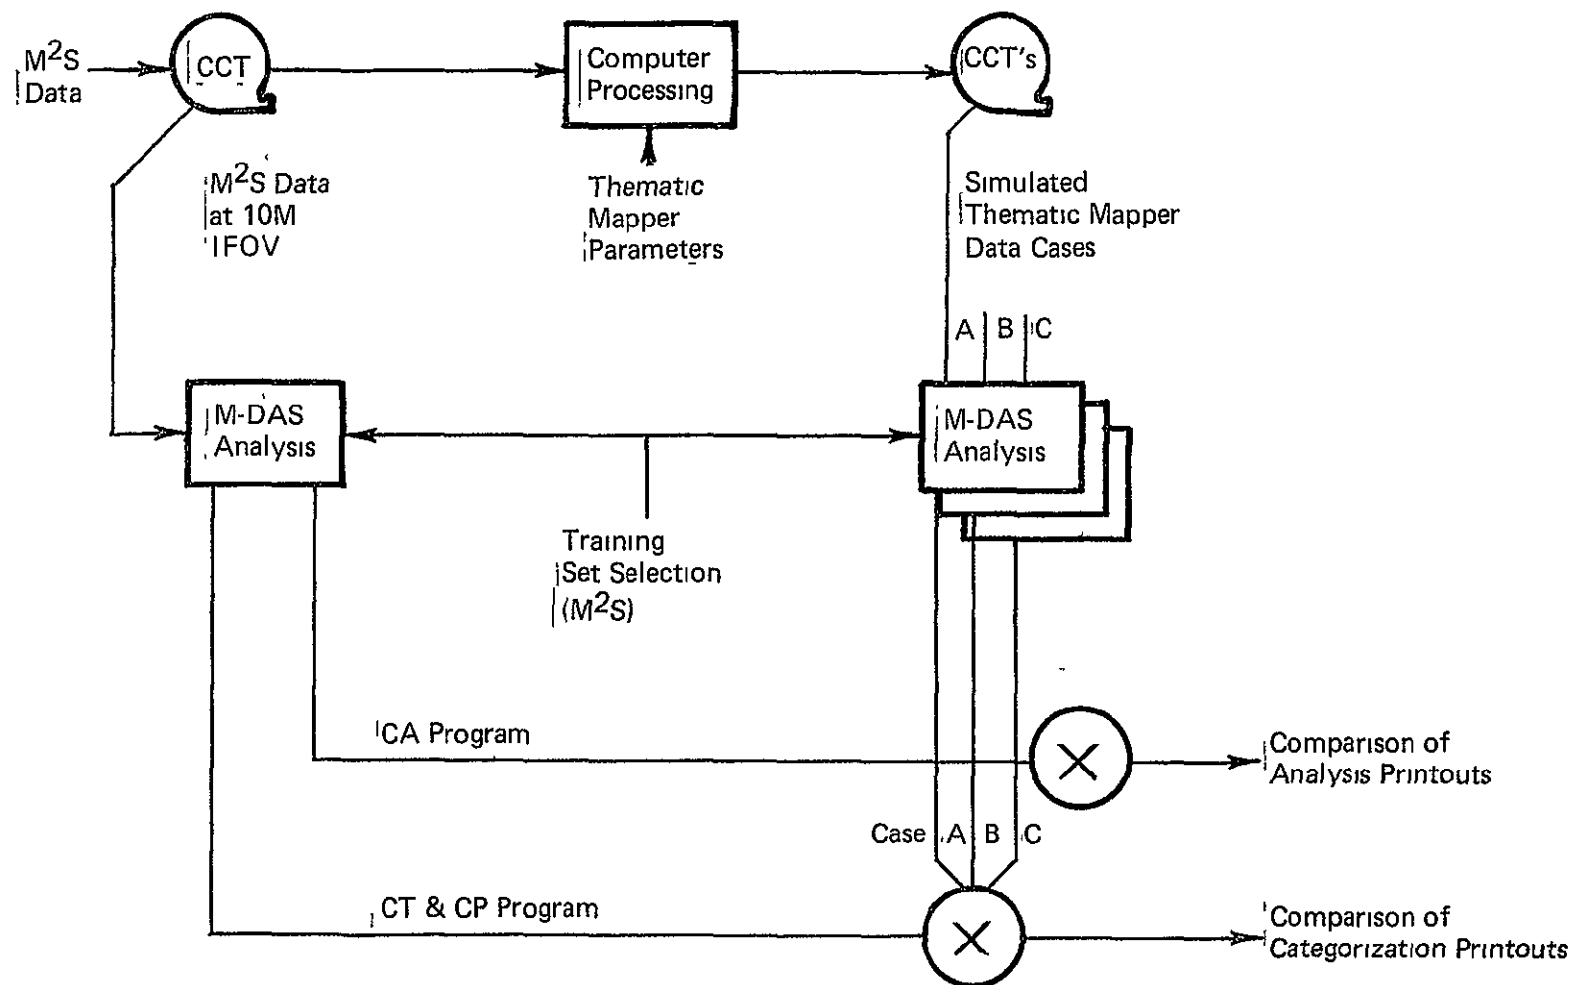 M²S
Data
CCT
Computer
Processing
CCT's
M²S Data
at 10M
IFOV
Thematic
Mapper
Parameters
Simulated
Thematic Mapper
Data Cases
A B C
M-DAS
Analysis
M-DAS
Analysis
Training
Set Selection
(M²S)
CA Program
Comparison of
Analysis Printouts
Case A B C
CT & CP Program
Comparison of
Categorization Printouts